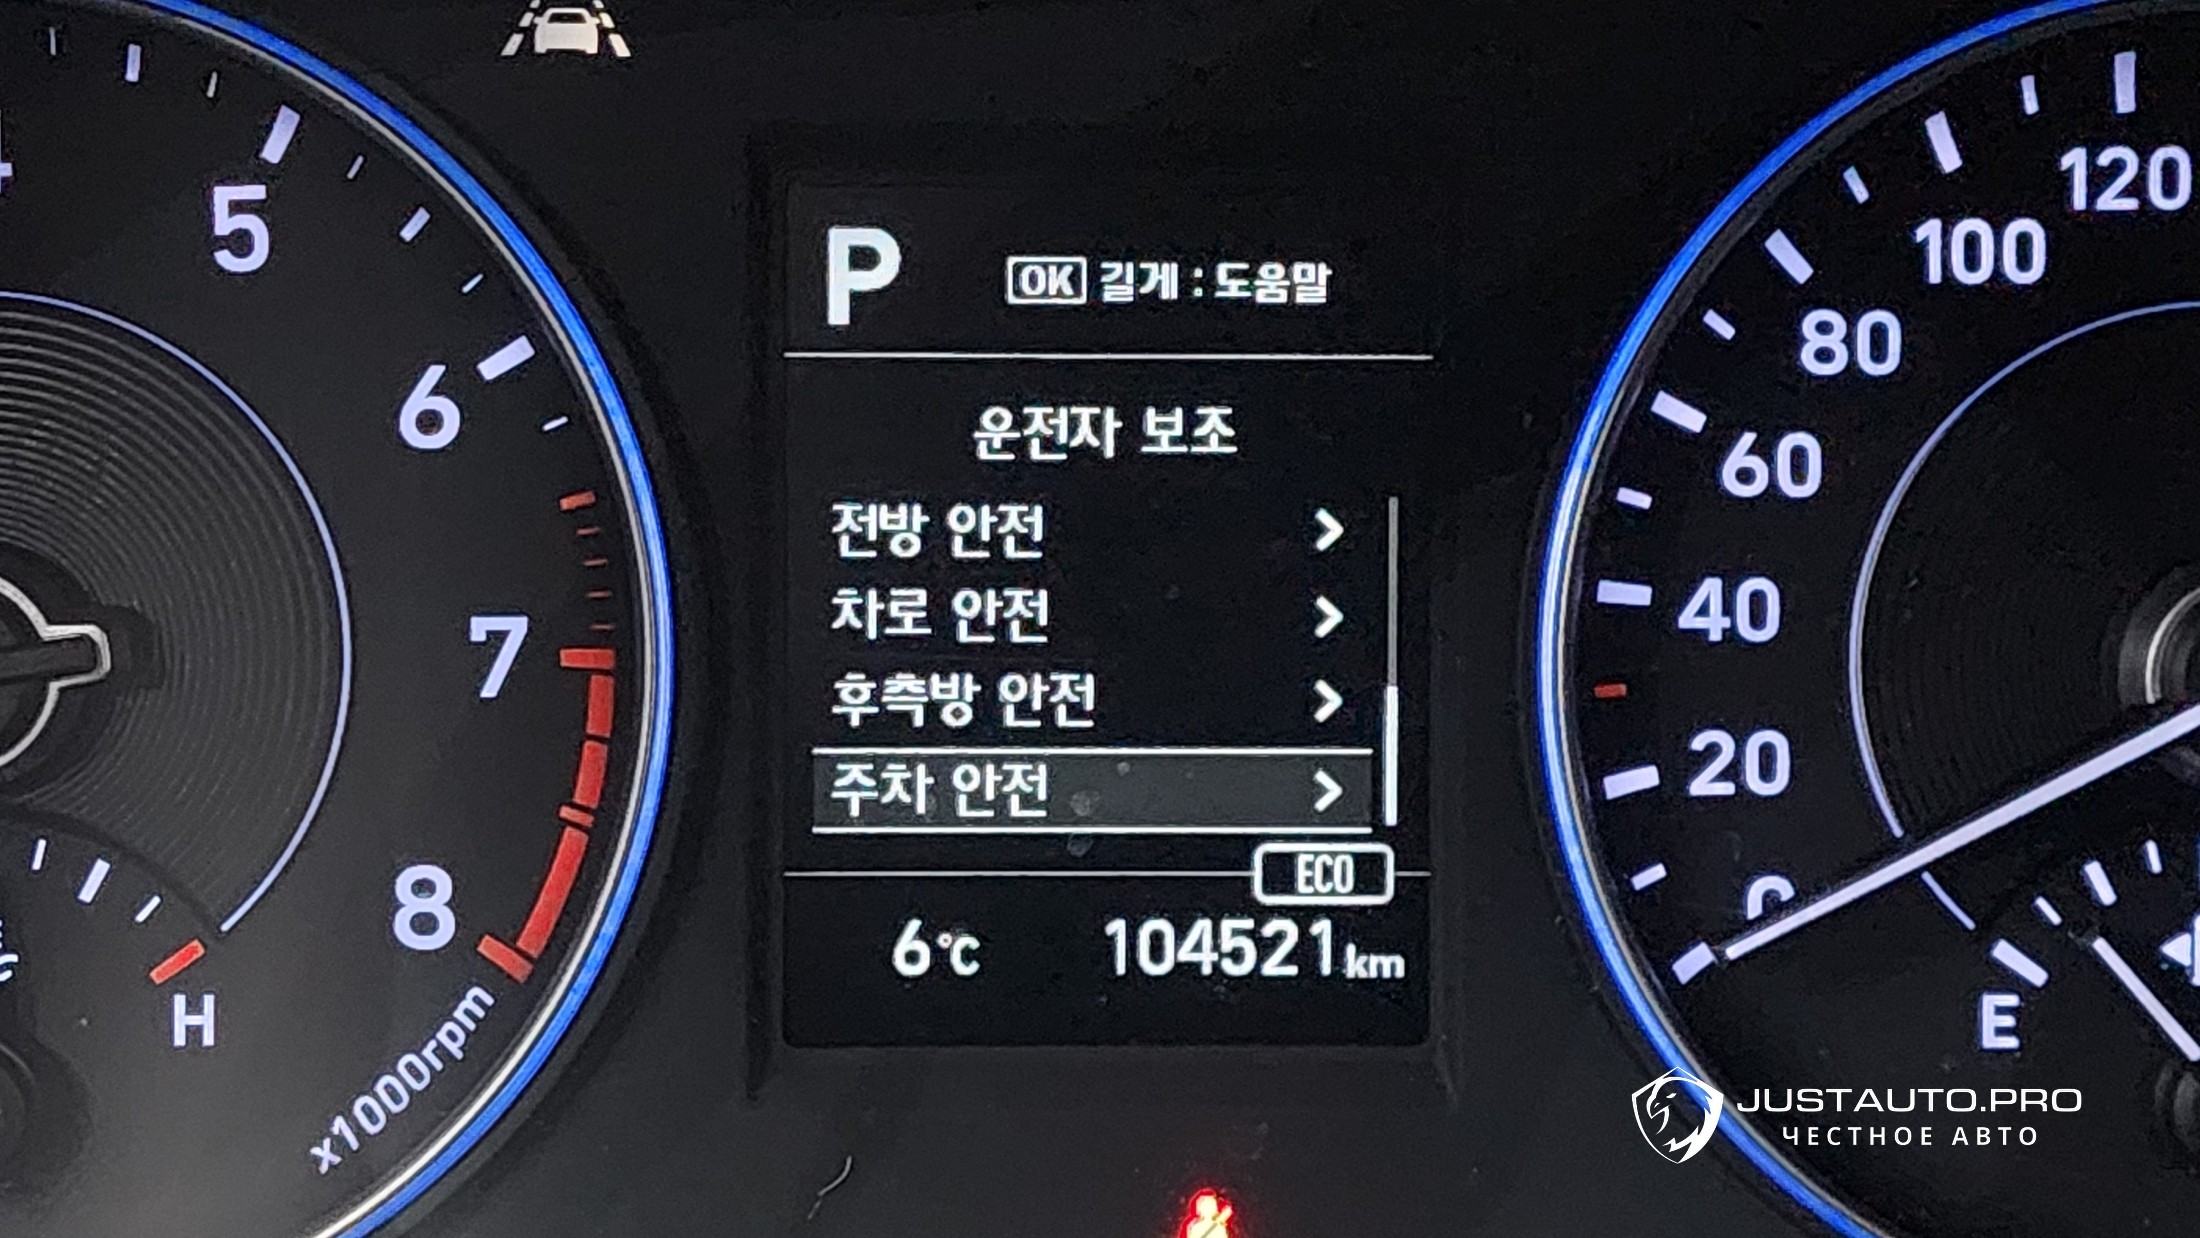 5
6
7
8
x1000rpm
H
P
OK 길게 : 도움말
운전자 보조
전방 안전
차로 안전
후측방 안전
주차 안전
ECO
6°C 104521km
120
100
80
60
40
20
0
E
JUSTAUTO.PRO
ЧЕСТНОЕ АВТО